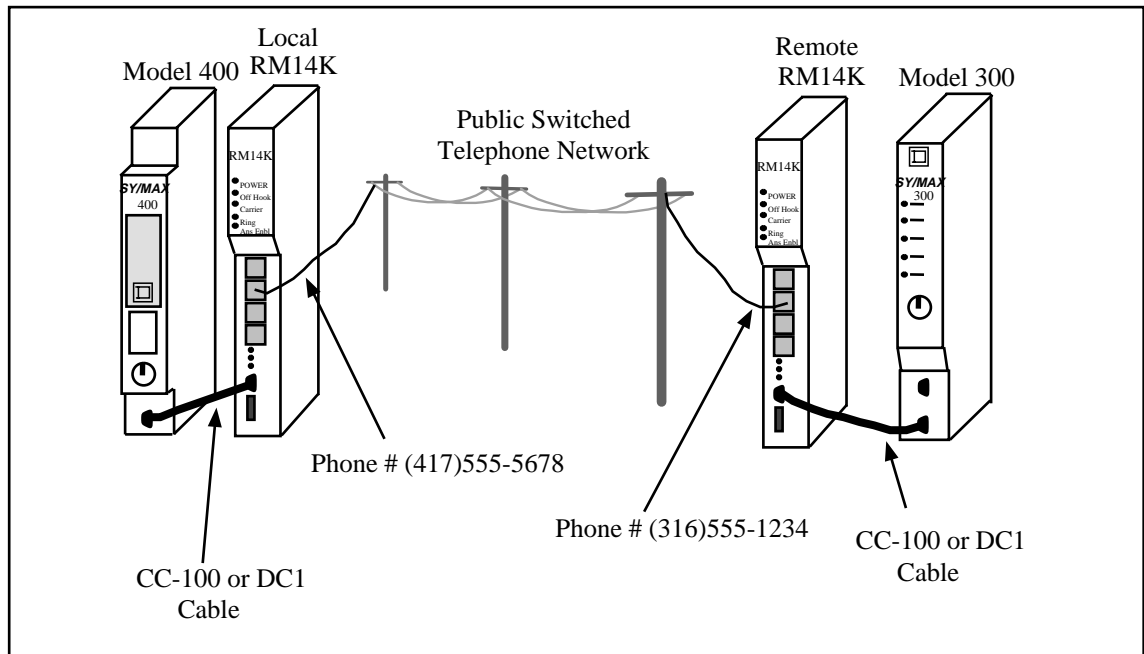 Local
RM14K
Model 400
Remote
RM14K
Model 300
Public Switched
Telephone Network
RM14K
POWER
Off Hook
Carrier
Ring
Ans Enbl
SY/MAX
400
RM14K
POWER
Off Hook
Carrier
Ring
Ans Enbl
SY/MAX
300
Phone # (417)555-5678
Phone # (316)555-1234
CC-100 or DC1
Cable
CC-100 or DC1
Cable